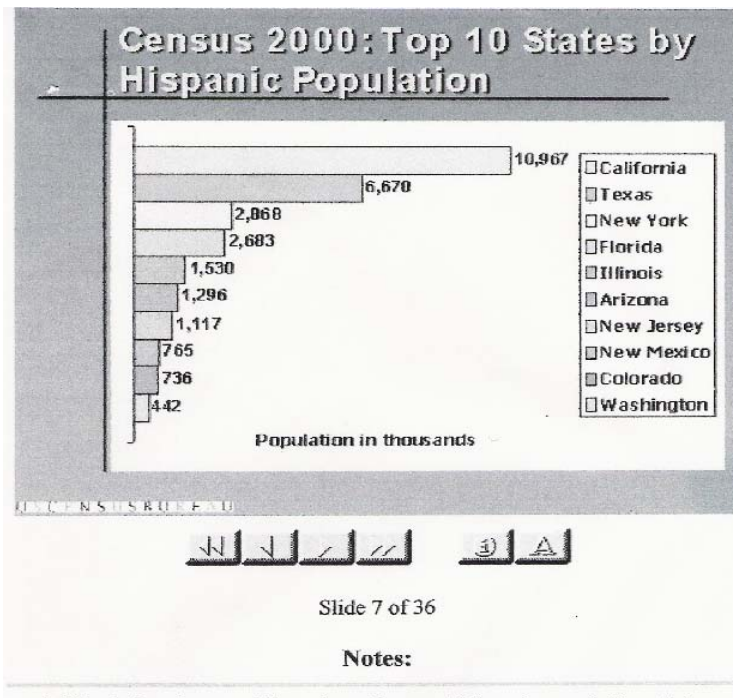 Census 2000: Top 10 States by
Hispanic Population
10,967
6,670
2,868
2,683
1,530
1,296
1,117
765
736
442
California
Texas
New York
Florida
Illinois
Arizona
New Jersey
New Mexico
Colorado
Washington
Population in thousands
USCENSUSBUREAU
Slide 7 of 36
Notes: